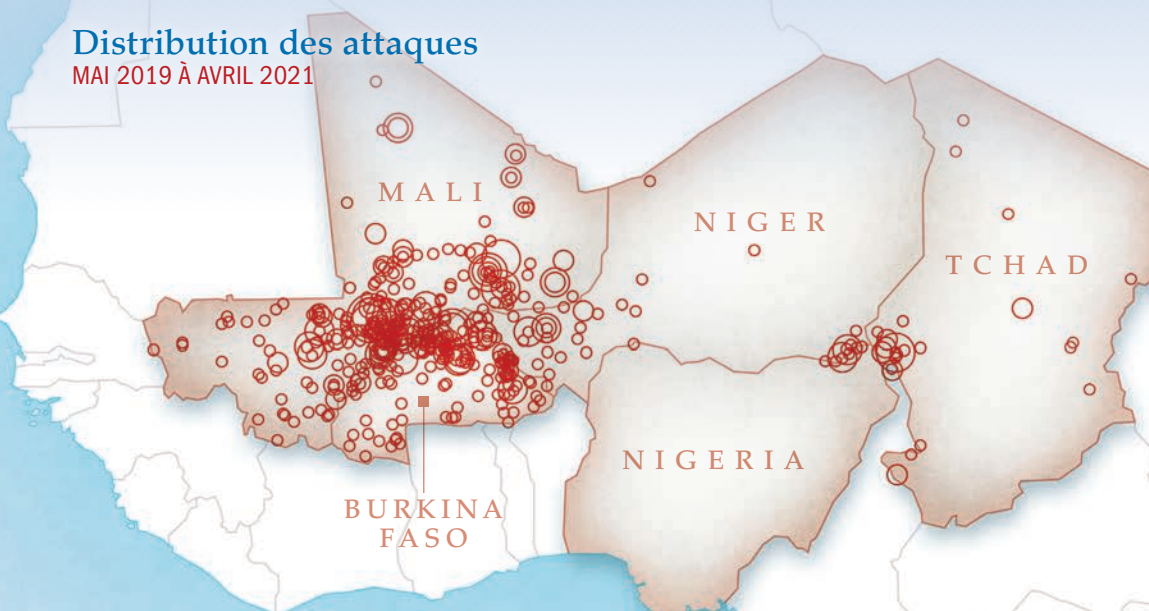 Distribution des attaques
MAI 2019 À AVRIL 2021
MALI
NIGER
TCHAD
NIGERIA
BURKINA
FASO